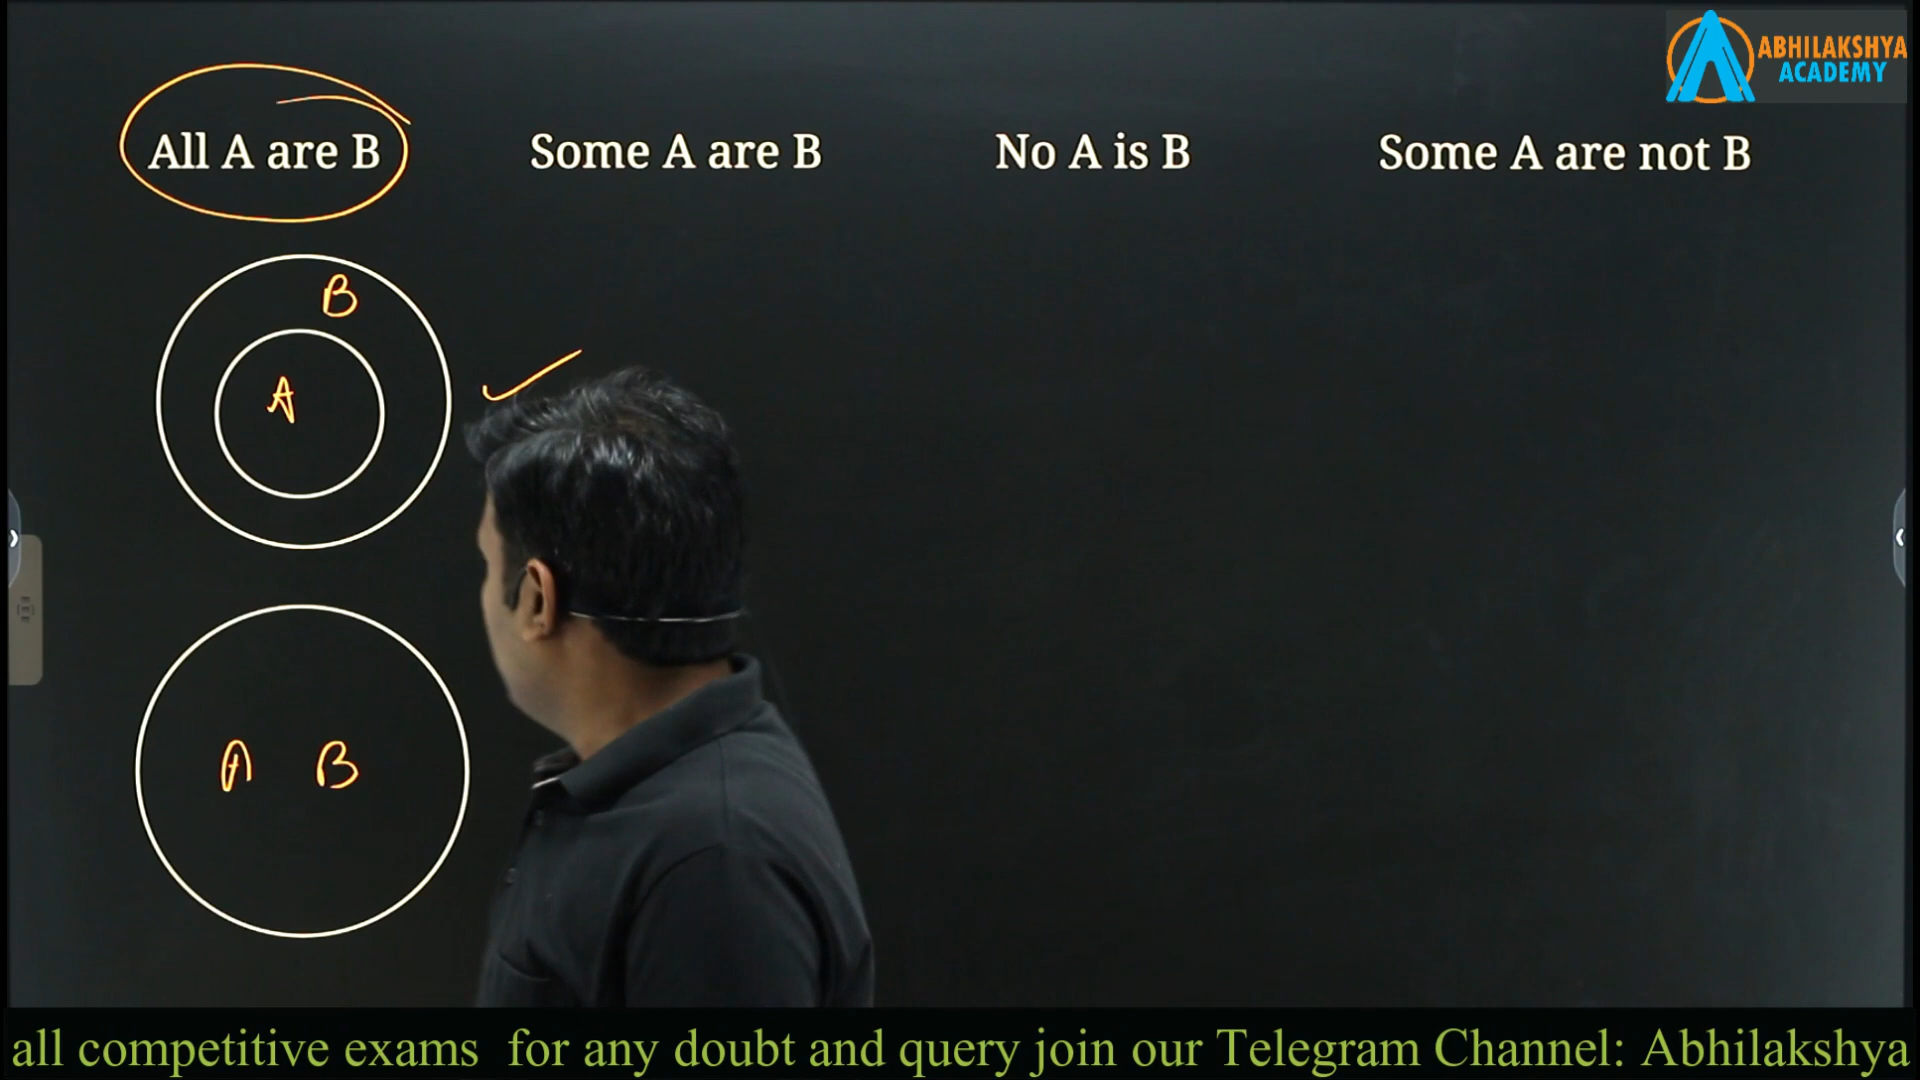 ABHILAKSHYA
ACADEMY
All A are B
Some A are B
No A is B
Some A are not B
B
A
A B
all competitive exams for any doubt and query join our Telegram Channel: Abhilakshya